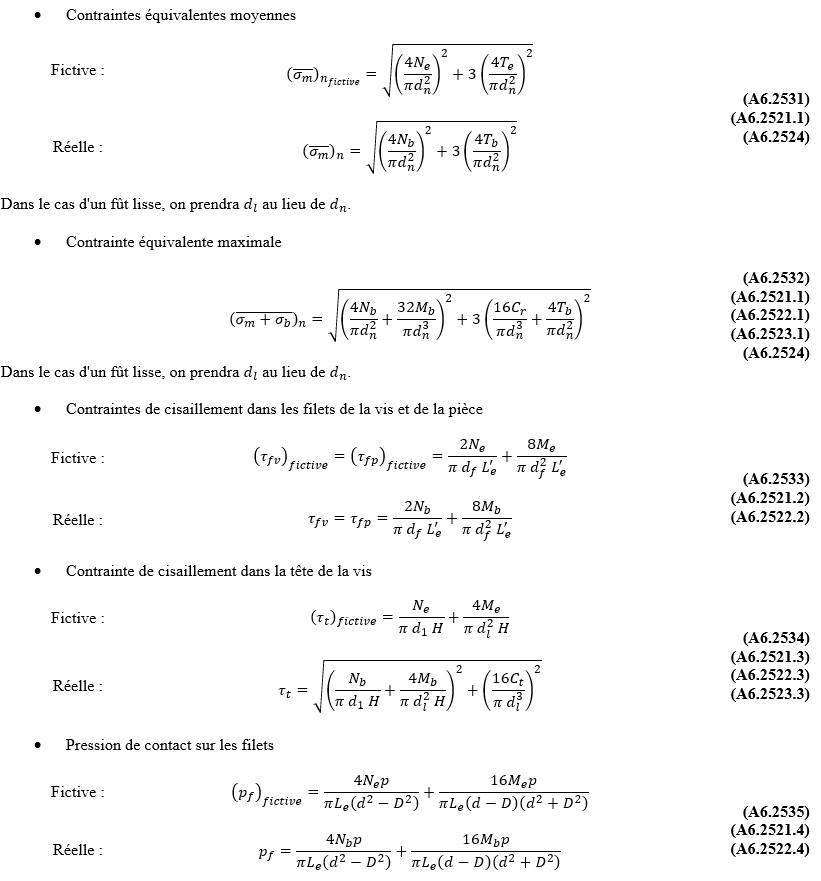 • Contraintes équivalentes moyennes
Fictive : $(\overline{\sigma_m})_{n_{fictive}} = \sqrt{\left(\frac{4N_e}{\pi d_n^2}\right)^2 + 3\left(\frac{4T_e}{\pi d_n^2}\right)^2}$
(A6.2531)
(A6.2521.1)
(A6.2524)
Réelle : $(\overline{\sigma_m})_n = \sqrt{\left(\frac{4N_b}{\pi d_n^2}\right)^2 + 3\left(\frac{4T_b}{\pi d_n^2}\right)^2}$
Dans le cas d'un fût lisse, on prendra $d_l$ au lieu de $d_n$.
• Contrainte équivalente maximale
$(\overline{\sigma_m + \sigma_b})_n = \sqrt{\left(\frac{4N_b}{\pi d_n^2} + \frac{32M_b}{\pi d_n^3}\right)^2 + 3\left(\frac{16C_r}{\pi d_n^3} + \frac{4T_b}{\pi d_n^2}\right)^2}$
(A6.2532)
(A6.2521.1)
(A6.2522.1)
(A6.2523.1)
(A6.2524)
Dans le cas d'un fût lisse, on prendra $d_l$ au lieu de $d_n$.
• Contraintes de cisaillement dans les filets de la vis et de la pièce
Fictive : $(\tau_{fv})_{fictive} = (\tau_{fp})_{fictive} = \frac{2N_e}{\pi\ d_f\ L'_e} + \frac{8M_e}{\pi\ d_f^2\ L'_e}$
(A6.2533)
(A6.2521.2)
(A6.2522.2)
Réelle : $\tau_{fv} = \tau_{fp} = \frac{2N_b}{\pi\ d_f\ L'_e} + \frac{8M_b}{\pi\ d_f^2\ L'_e}$
• Contrainte de cisaillement dans la tête de la vis
Fictive : $(\tau_t)_{fictive} = \frac{N_e}{\pi\ d_1\ H} + \frac{4M_e}{\pi\ d_l^2\ H}$
(A6.2534)
(A6.2521.3)
(A6.2522.3)
(A6.2523.3)
Réelle : $\tau_t = \sqrt{\left(\frac{N_b}{\pi\ d_1\ H} + \frac{4M_b}{\pi\ d_l^2\ H}\right)^2 + \left(\frac{16C_t}{\pi\ d_l^3}\right)^2}$
• Pression de contact sur les filets
Fictive : $(p_f)_{fictive} = \frac{4N_e p}{\pi L_e(d^2 - D^2)} + \frac{16M_e p}{\pi L_e(d - D)(d^2 + D^2)}$
(A6.2535)
(A6.2521.4)
(A6.2522.4)
Réelle : $p_f = \frac{4N_b p}{\pi L_e(d^2 - D^2)} + \frac{16M_b p}{\pi L_e(d - D)(d^2 + D^2)}$